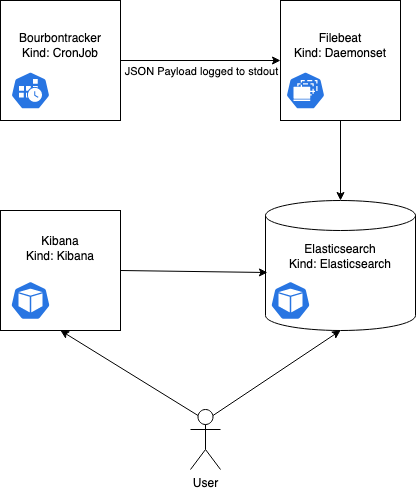 Bourbontracker
Kind: CronJob
Filebeat
Kind: Daemonset
JSON Payload logged to stdout
Kibana
Kind: Kibana
Elasticsearch
Kind: Elasticsearch
User